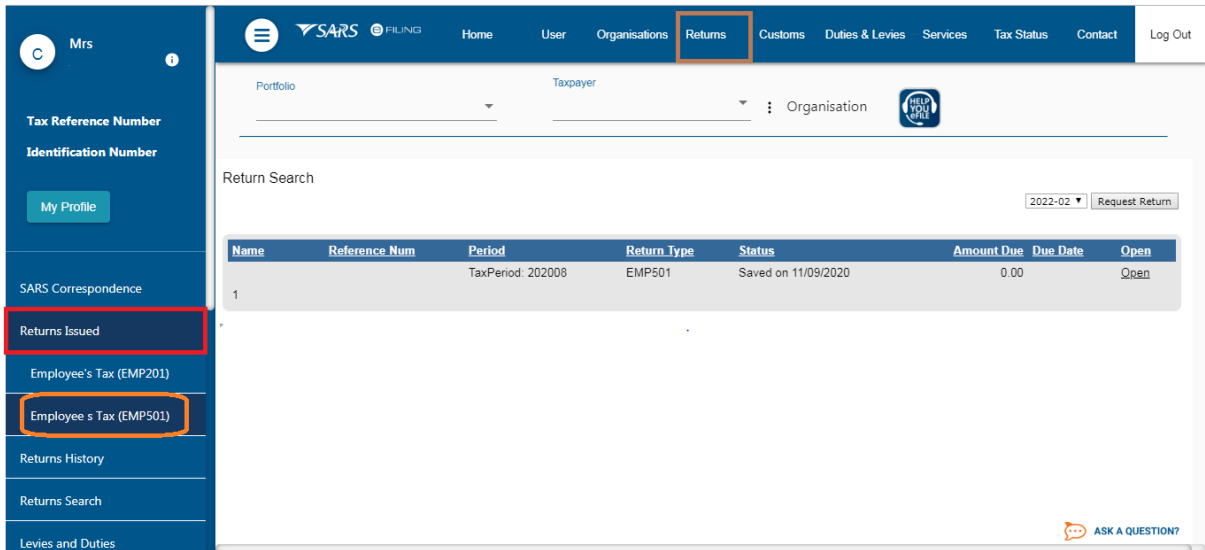 C
Mrs
i
Tax Reference Number
Identification Number
My Profile
SARS Correspondence
Returns Issued
Employee's Tax (EMP201)
Employee s Tax (EMP501)
Returns History
Returns Search
Levies and Duties
SARS eFILING Home User Organisations Returns Customs Duties & Levies Services Tax Status Contact Log Out
Portfolio Taxpayer
Organisation
HELP YOU eFILE
Return Search
2022-02 Request Return
Name Reference Num Period Return Type Status Amount Due Due Date Open
TaxPeriod: 202008 EMP501 Saved on 11/09/2020 0.00 Open
1
ASK A QUESTION?